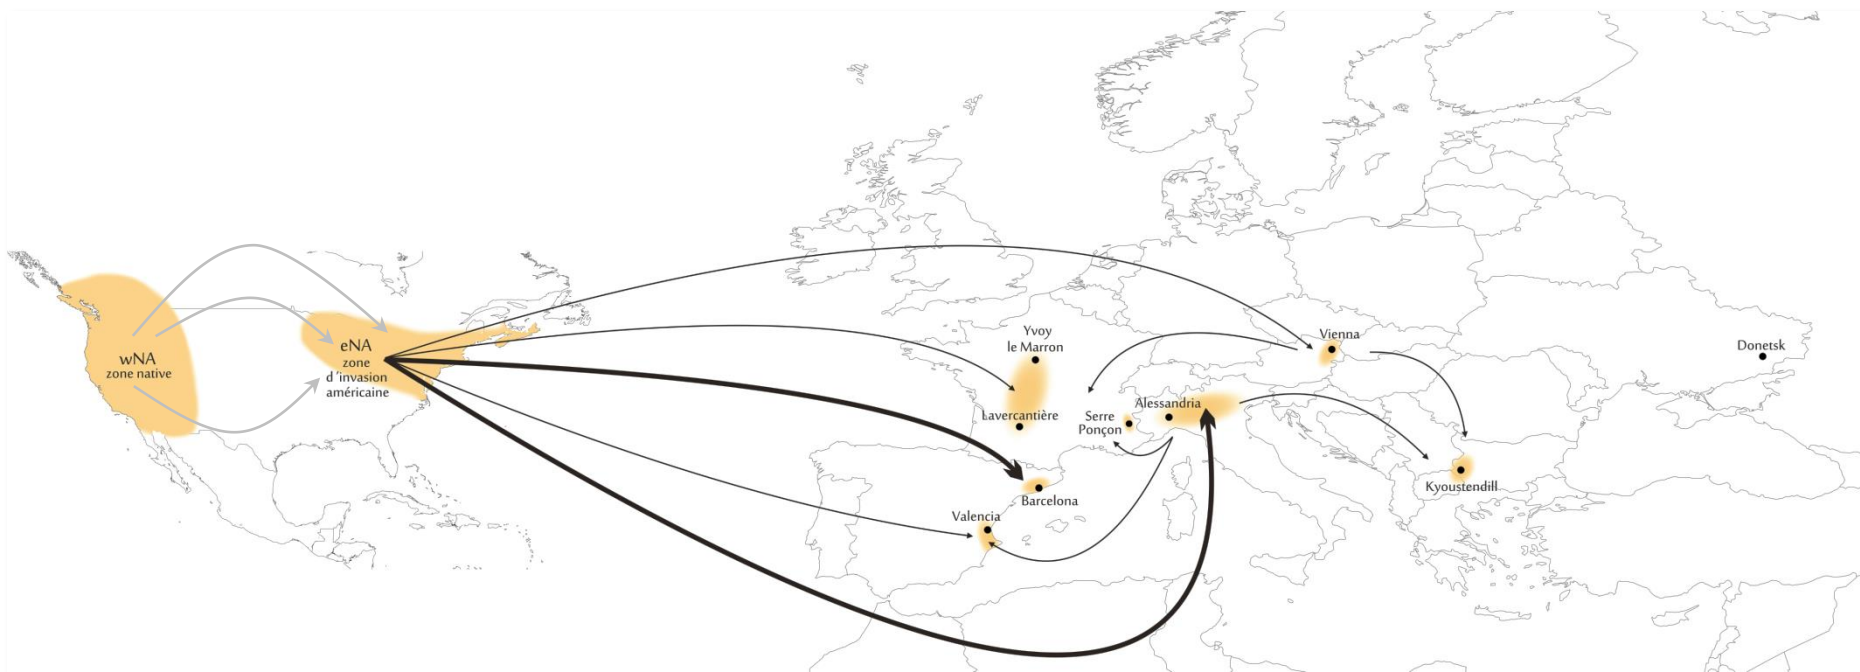 wNA
zone native
eNA
zone
d´invasion
américaine
Yvoy
le Marron
Lavercantière
Serre
Ponçon
Alessandria
Vienna
Donetsk
Kyoustendill
Barcelona
Valencia